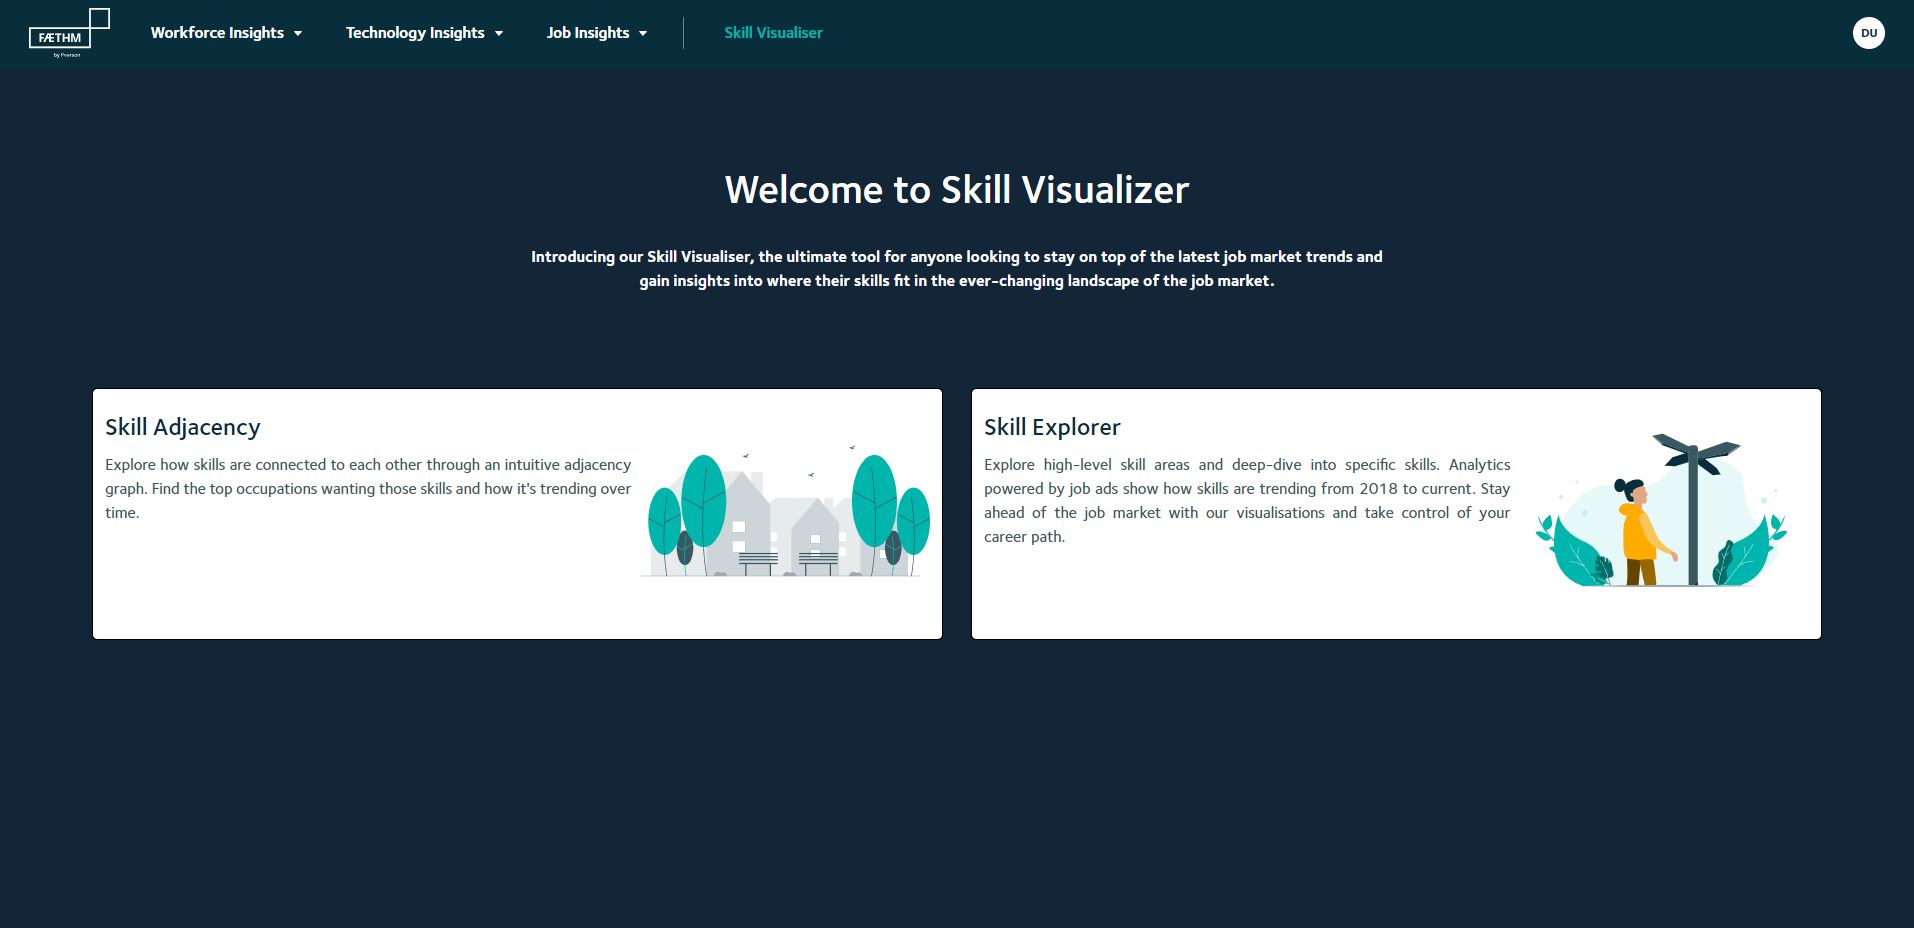 FÆTHM
by Pearson
Workforce Insights
Technology Insights
Job Insights
Skill Visualiser
DU
Welcome to Skill Visualizer
Introducing our Skill Visualiser, the ultimate tool for anyone looking to stay on top of the latest job market trends and
gain insights into where their skills fit in the ever-changing landscape of the job market.
Skill Adjacency
Explore how skills are connected to each other through an intuitive adjacency
graph. Find the top occupations wanting those skills and how it's trending over
time.
Skill Explorer
Explore high-level skill areas and deep-dive into specific skills. Analytics
powered by job ads show how skills are trending from 2018 to current. Stay
ahead of the job market with our visualisations and take control of your
career path.